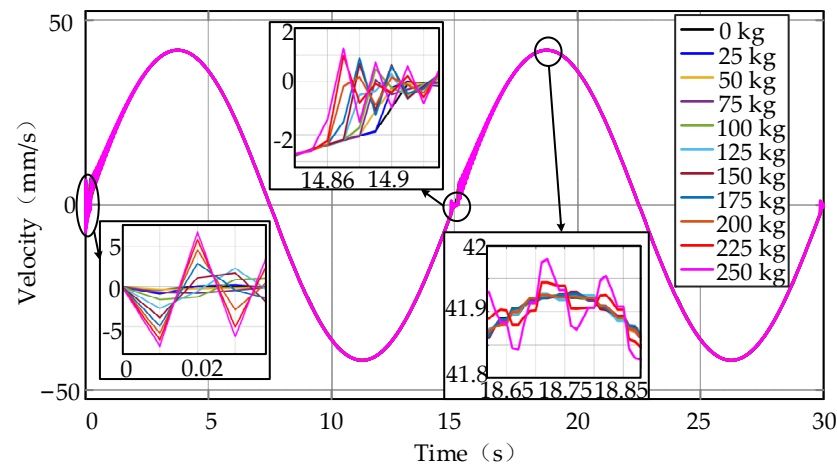 50
0
−50
Velocity（mm/s）
2
0
-2
14.86 14.9
5
0
-5
0 0.02
42
41.9
41.8
18.65 18.75 18.85
0 kg
25 kg
50 kg
75 kg
100 kg
125 kg
150 kg
175 kg
200 kg
225 kg
250 kg
0 5 10 15 20 25 30
Time（s）